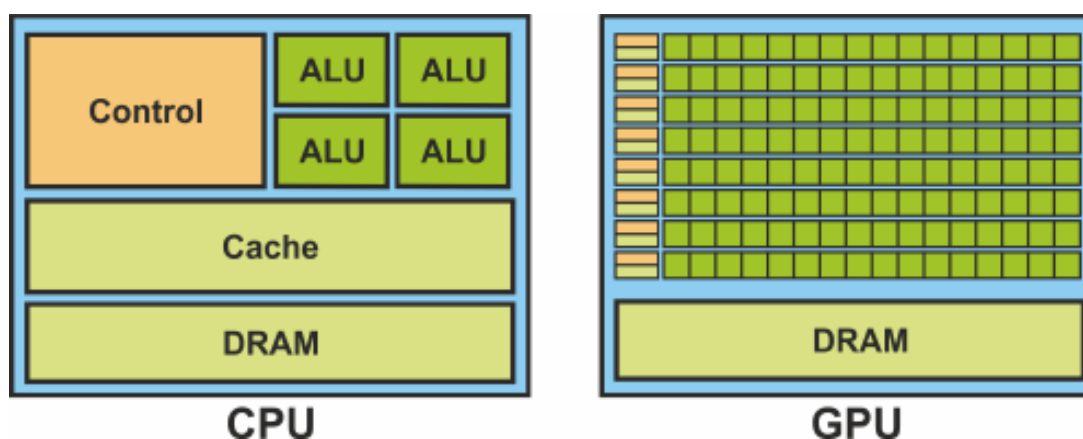 Control
ALU ALU
ALU ALU
Cache
DRAM
CPU
DRAM
GPU